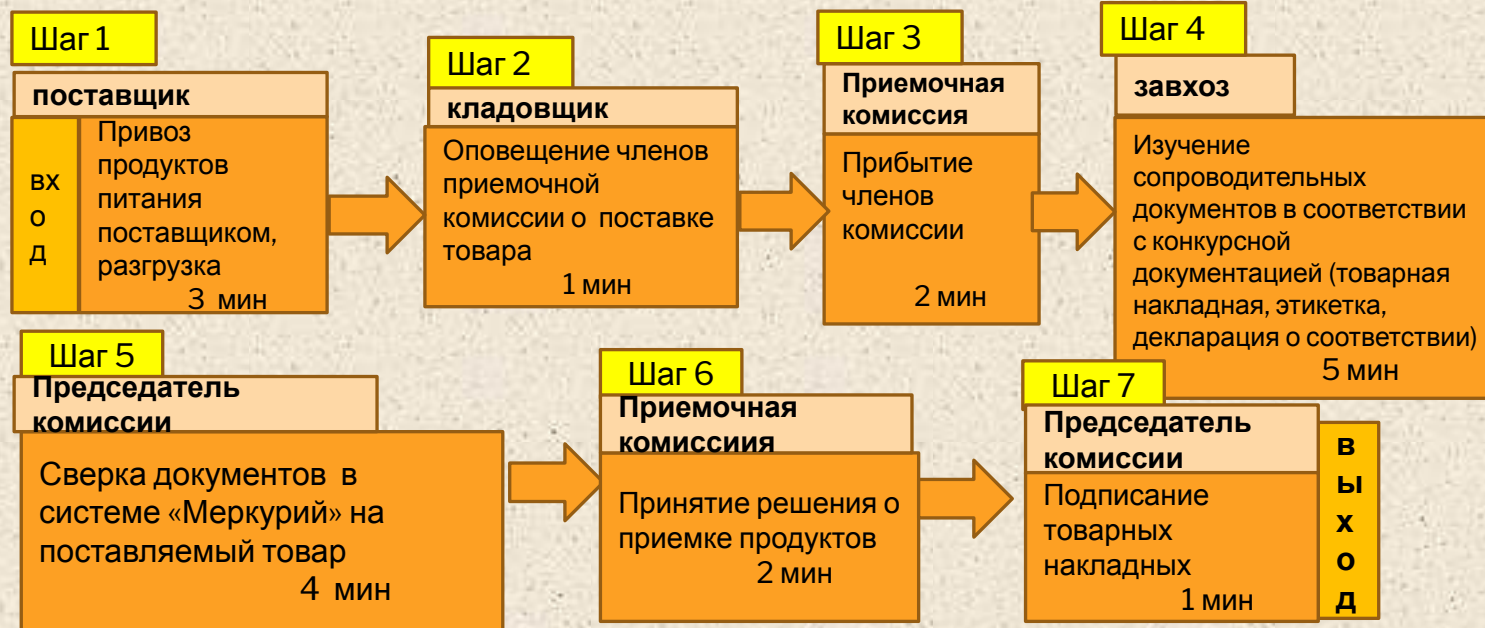 Шаг 1
поставщик
вх
о
д
Привоз
продуктов
питания
поставщиком,
разгрузка
3 мин
Шаг 2
кладовщик
Оповещение членов
приемочной
комиссии о поставке
товара
1 мин
Шаг 3
Приемочная
комиссия
Прибытие
членов
комиссии
2 мин
Шаг 4
завхоз
Изучение
сопроводительных
документов в соответствии
с конкурсной
документацией (товарная
накладная, этикетка,
декларация о соответствии)
5 мин
Шаг 5
Председатель
комиссии
Сверка документов в
системе «Меркурий» на
поставляемый товар
4 мин
Шаг 6
Приемочная
комиссиия
Принятие решения о
приемке продуктов
2 мин
Шаг 7
Председатель
комиссии
Подписание
товарных
накладных
1 мин
в
ы
х
о
д